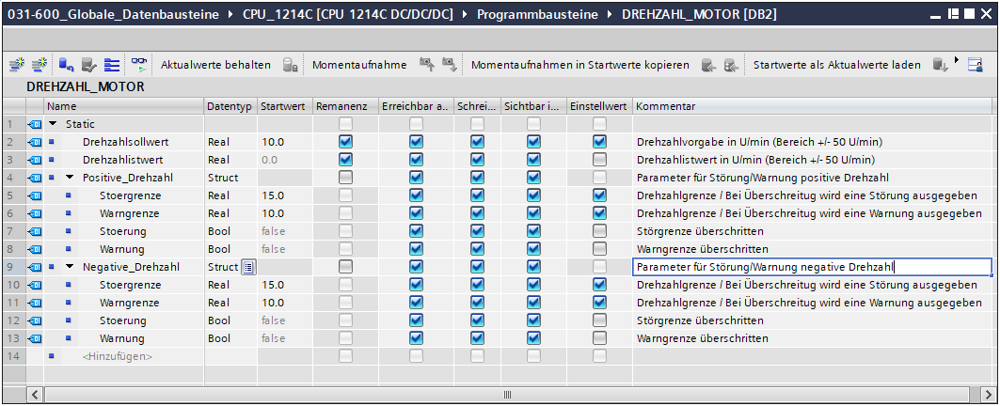 031-600_Globale_Datenbausteine ▸ CPU_1214C [CPU 1214C DC/DC/DC] ▸ Programmbausteine ▸ DREHZAHL_MOTOR [DB2]
Aktualwerte behalten Momentaufnahme Momentaufnahmen in Startwerte kopieren Startwerte als Aktualwerte laden
DREHZAHL_MOTOR
Name Datentyp Startwert Remanenz Erreichbar a.. Schrei... Sichtbar i... Einstellwert Kommentar
1 Static
2 Drehzahlsollwert Real 10.0 Drehzahlvorgabe in U/min (Bereich +/- 50 U/min)
3 Drehzahlistwert Real 0.0 Drehzahlistwert in U/min (Bereich +/- 50 U/min)
4 Positive_Drehzahl Struct Parameter für Störung/Warnung positive Drehzahl
5 Stoergrenze Real 15.0 Drehzahlgrenze / Bei Überschreitug wird eine Störung ausgegeben
6 Warngrenze Real 10.0 Drehzahlgrenze / Bei Überschreitug wird eine Warnung ausgegeben
7 Stoerung Bool false Störgrenze überschritten
8 Warnung Bool false Warngrenze überschritten
9 Negative_Drehzahl Struct Parameter für Störung/Warnung negative Drehzahl
10 Stoergrenze Real 15.0 Drehzahlgrenze / Bei Überschreitug wird eine Störung ausgegeben
11 Warngrenze Real 10.0 Drehzahlgrenze / Bei Überschreitug wird eine Warnung ausgegeben
12 Stoerung Bool false Störgrenze überschritten
13 Warnung Bool false Warngrenze überschritten
14 <Hinzufügen>